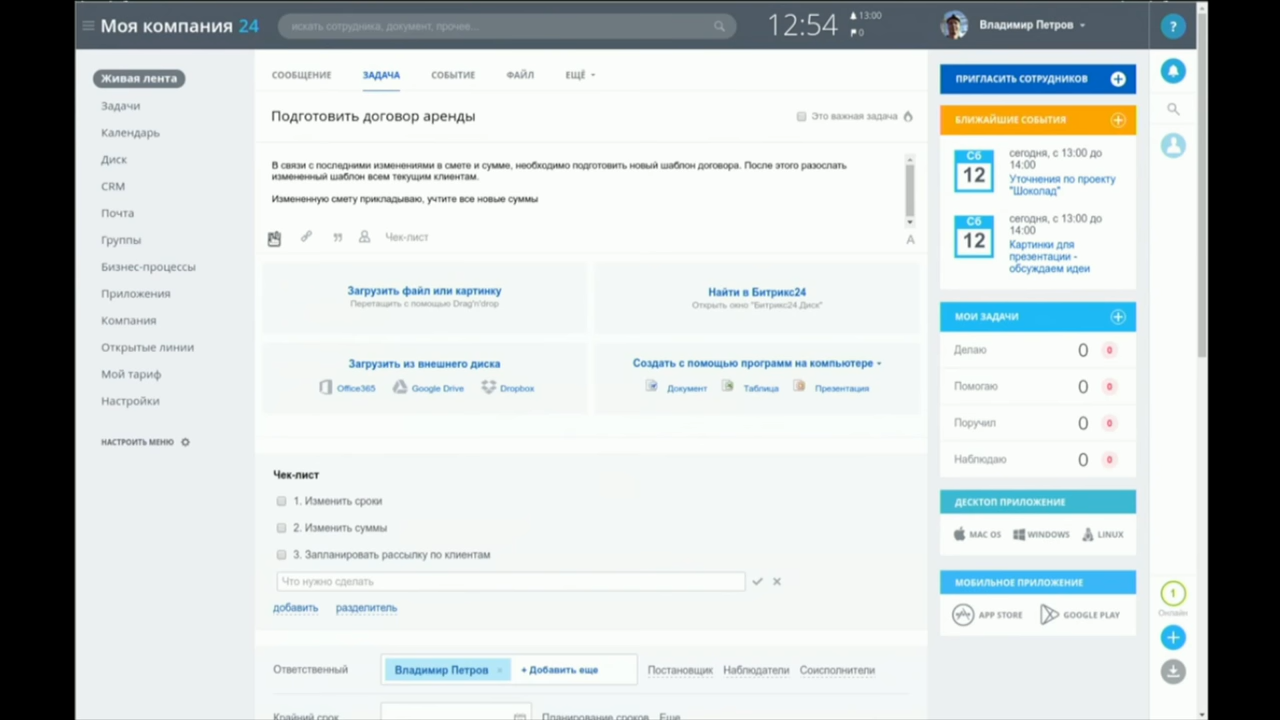 Моя компания 24
искать сотрудника, документ, прочее...
12:54
13:00
0
Владимир Петров
?
Живая лента
Задачи
Календарь
Диск
CRM
Почта
Группы
Бизнес-процессы
Приложения
Компания
Открытые линии
Мой тариф
Настройки
НАСТРОИТЬ МЕНЮ
СООБЩЕНИЕ ЗАДАЧА СОБЫТИЕ ФАЙЛ ЕЩЁ
Подготовить договор аренды
Это важная задача
В связи с последними изменениями в смете и сумме, необходимо подготовить новый шаблон договора. После этого разослать
измененный шаблон всем текущим клиентам.
Измененную смету прикладываю, учтите все новые суммы
Чек-лист
A
Загрузить файл или картинку
Перетащить с помощью Drag'n'drop
Найти в Битрикс24
Открыть окно "Битрикс24.Диск"
Загрузить из внешнего диска
Office365 Google Drive Dropbox
Создать с помощью программ на компьютере
Документ Таблица Презентация
Чек-лист
1. Изменить сроки
2. Изменить суммы
3. Запланировать рассылку по клиентам
Что нужно сделать
добавить разделитель
Ответственный Владимир Петров × + Добавить еще Постановщик Наблюдатели Соисполнители
Крайний срок Планирование сроков Еще
ПРИГЛАСИТЬ СОТРУДНИКОВ
БЛИЖАЙШИЕ СОБЫТИЯ
Сб
12
сегодня, с 13:00 до
14:00
Уточнения по проекту
"Шоколад"
Сб
12
сегодня, с 13:00 до
14:00
Картинки для
презентации -
обсуждаем идеи
МОИ ЗАДАЧИ
Делаю 0 0
Помогаю 0 0
Поручил 0 0
Наблюдаю 0 0
ДЕСКТОП ПРИЛОЖЕНИЕ
MAC OS WINDOWS LINUX
МОБИЛЬНОЕ ПРИЛОЖЕНИЕ
APP STORE GOOGLE PLAY
1
Онлайн